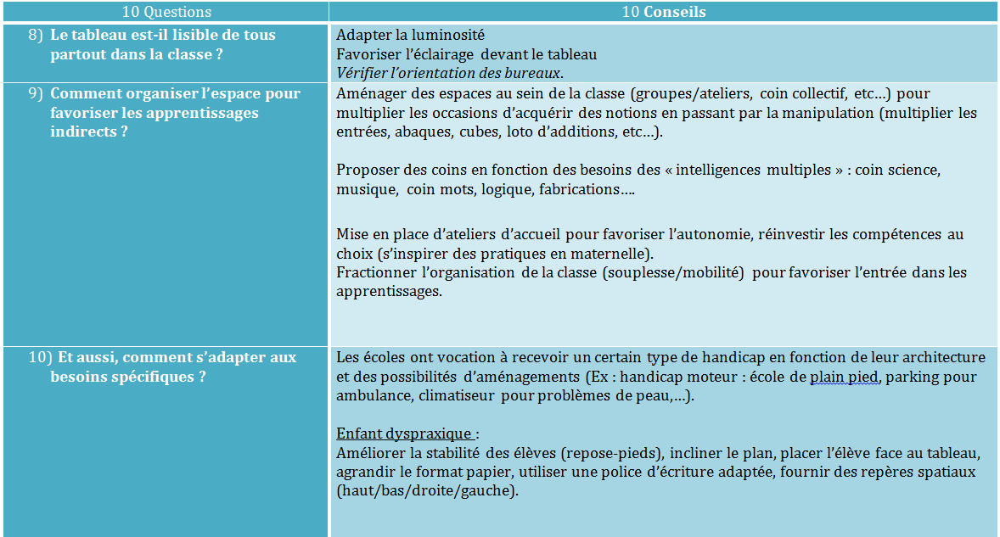 10 Questions
10 Conseils
8) Le tableau est-il lisible de tous
partout dans la classe ?
Adapter la luminosité
Favoriser l’éclairage devant le tableau
Vérifier l’orientation des bureaux.
9) Comment organiser l’espace pour
favoriser les apprentissages
indirects ?
Aménager des espaces au sein de la classe (groupes/ateliers, coin collectif, etc…) pour
multiplier les occasions d’acquérir des notions en passant par la manipulation (multiplier les
entrées, abaques, cubes, loto d’additions, etc…).
Proposer des coins en fonction des besoins des « intelligences multiples » : coin science,
musique, coin mots, logique, fabrications….
Mise en place d’ateliers d’accueil pour favoriser l’autonomie, réinvestir les compétences au
choix (s’inspirer des pratiques en maternelle).
Fractionner l’organisation de la classe (souplesse/mobilité) pour favoriser l’entrée dans les
apprentissages.
10) Et aussi, comment s’adapter aux
besoins spécifiques ?
Les écoles ont vocation à recevoir un certain type de handicap en fonction de leur architecture
et des possibilités d’aménagements (Ex : handicap moteur : école de plain pied, parking pour
ambulance, climatiseur pour problèmes de peau,…).
Enfant dyspraxique :
Améliorer la stabilité des élèves (repose-pieds), incliner le plan, placer l’élève face au tableau,
agrandir le format papier, utiliser une police d’écriture adaptée, fournir des repères spatiaux
(haut/bas/droite/gauche).